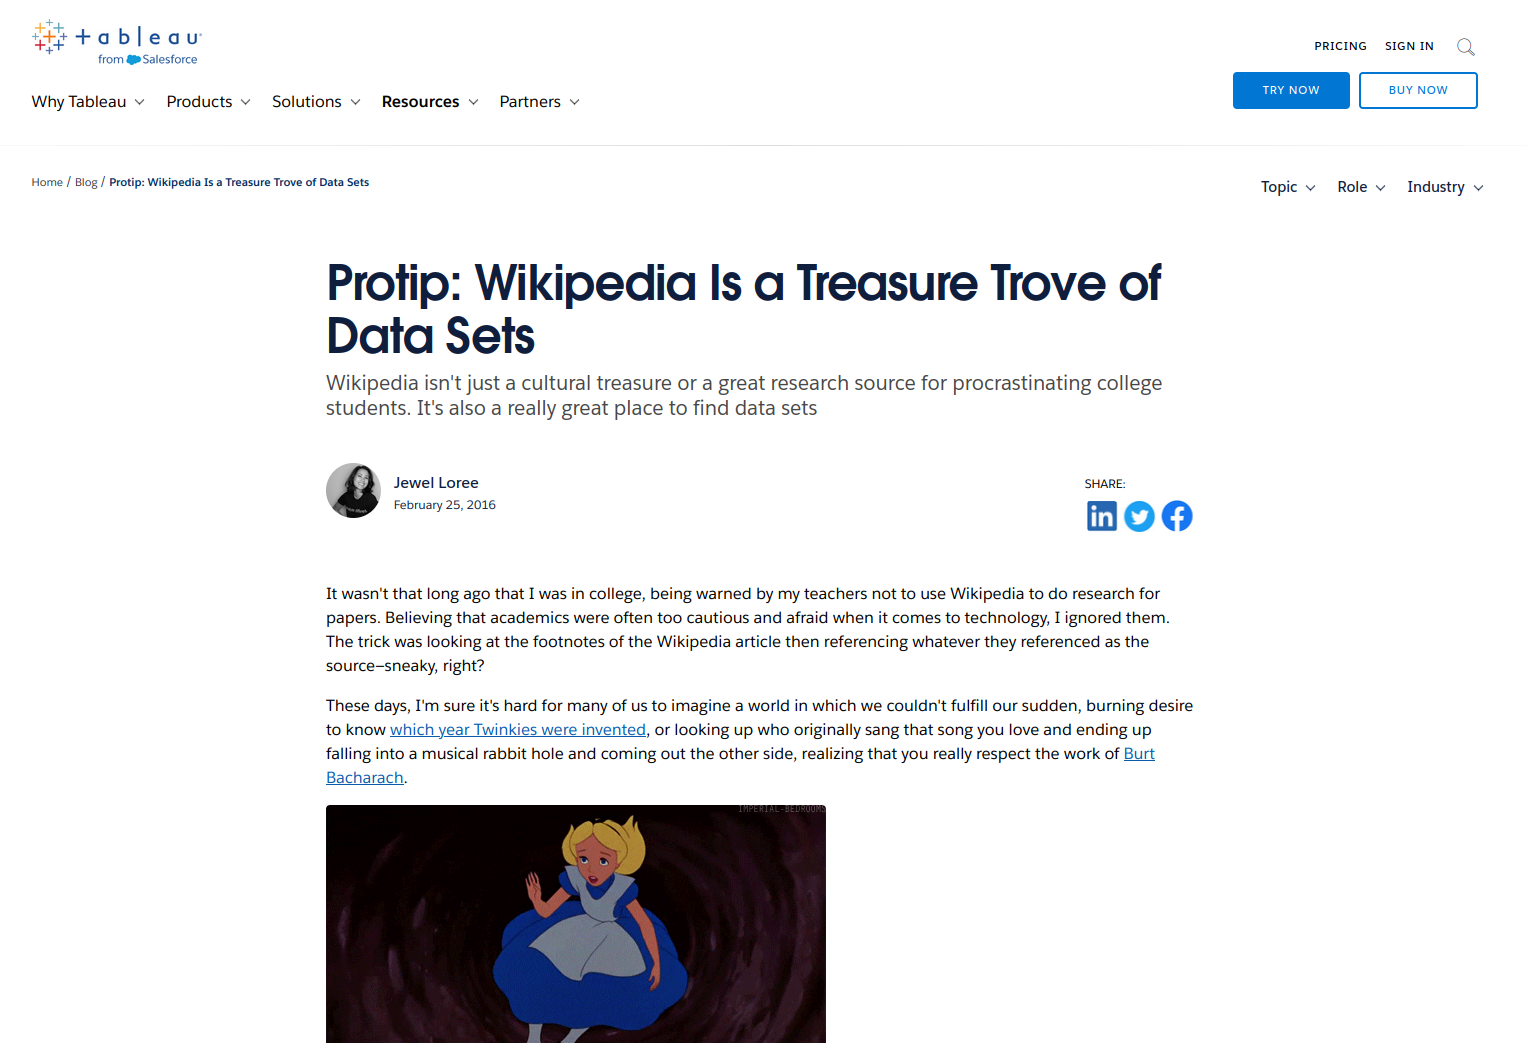 + a b l e a u
from Salesforce
PRICING SIGN IN
Why Tableau Products Solutions Resources Partners
TRY NOW BUY NOW
Home / Blog / Protip: Wikipedia Is a Treasure Trove of Data Sets
Topic Role Industry
Protip: Wikipedia Is a Treasure Trove of
Data Sets
Wikipedia isn't just a cultural treasure or a great research source for procrastinating college
students. It's also a really great place to find data sets
Jewel Loree
February 25, 2016
SHARE:
It wasn't that long ago that I was in college, being warned by my teachers not to use Wikipedia to do research for
papers. Believing that academics were often too cautious and afraid when it comes to technology, I ignored them.
The trick was looking at the footnotes of the Wikipedia article then referencing whatever they referenced as the
source—sneaky, right?
These days, I'm sure it's hard for many of us to imagine a world in which we couldn't fulfill our sudden, burning desire
to know which year Twinkies were invented, or looking up who originally sang that song you love and ending up
falling into a musical rabbit hole and coming out the other side, realizing that you really respect the work of Burt
Bacharach.
IMPERIAL-BEDROOMS